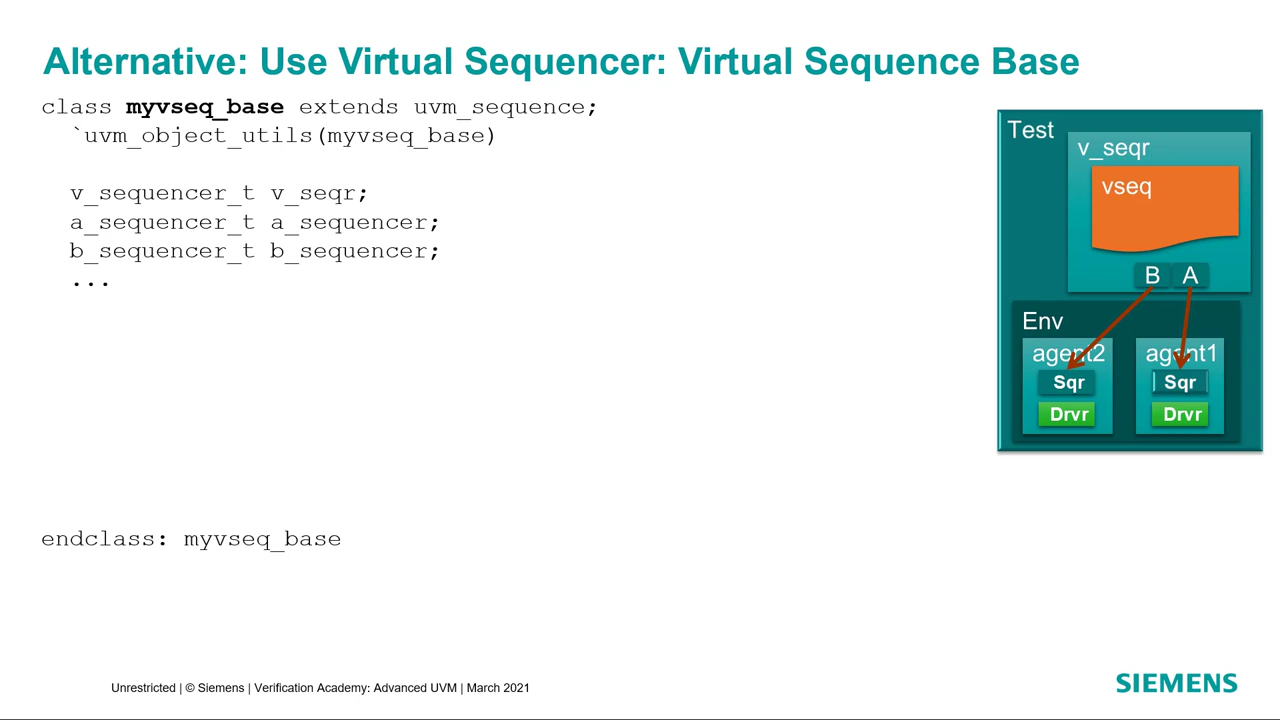 Alternative: Use Virtual Sequencer: Virtual Sequence Base
class myvseq_base extends uvm_sequence;
`uvm_object_utils(myvseq_base)
v_sequencer_t v_seqr;
a_sequencer_t a_sequencer;
b_sequencer_t b_sequencer;
...
endclass: myvseq_base
Test
v_seqr
vseq
B A
Env
agent2 agent1
Sqr Sqr
Drvr Drvr
Unrestricted | © Siemens | Verification Academy: Advanced UVM | March 2021
SIEMENS